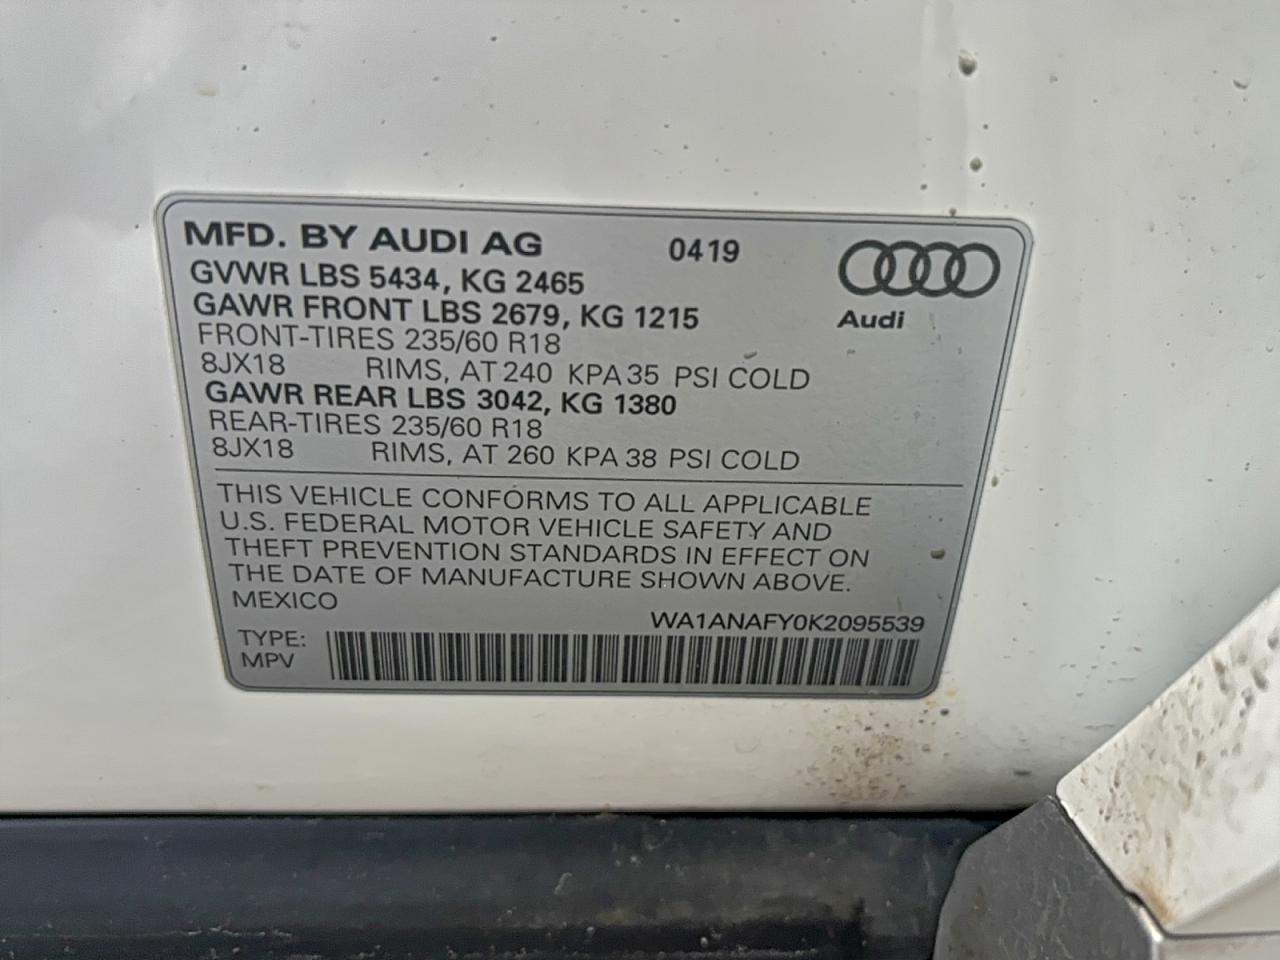 MFD. BY AUDI AG 0419
GVWR LBS 5434, KG 2465
GAWR FRONT LBS 2679, KG 1215
Audi
FRONT-TIRES 235/60 R18
8JX18 RIMS, AT 240 KPA 35 PSI COLD
GAWR REAR LBS 3042, KG 1380
REAR-TIRES 235/60 R18
8JX18 RIMS, AT 260 KPA 38 PSI COLD
THIS VEHICLE CONFORMS TO ALL APPLICABLE
U.S. FEDERAL MOTOR VEHICLE SAFETY AND
THEFT PREVENTION STANDARDS IN EFFECT ON
THE DATE OF MANUFACTURE SHOWN ABOVE.
MEXICO
WA1ANAFY0K2095539
TYPE:
MPV